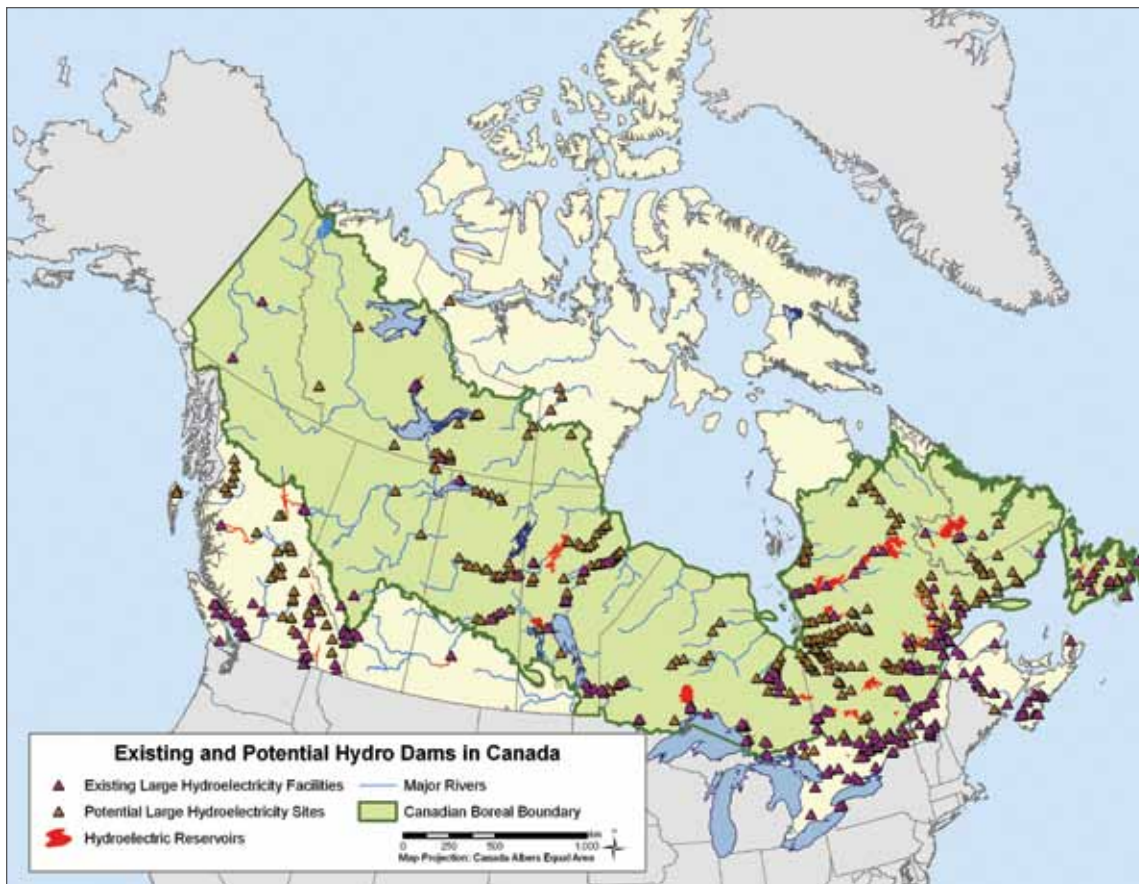 Existing and Potential Hydro Dams in Canada
Existing Large Hydroelectricity Facilities
Major Rivers
Potential Large Hydroelectricity Sites
Canadian Boreal Boundary
Hydroelectric Reservoirs
0 250 500 1,000
km
Map Projection: Canada Albers Equal Area